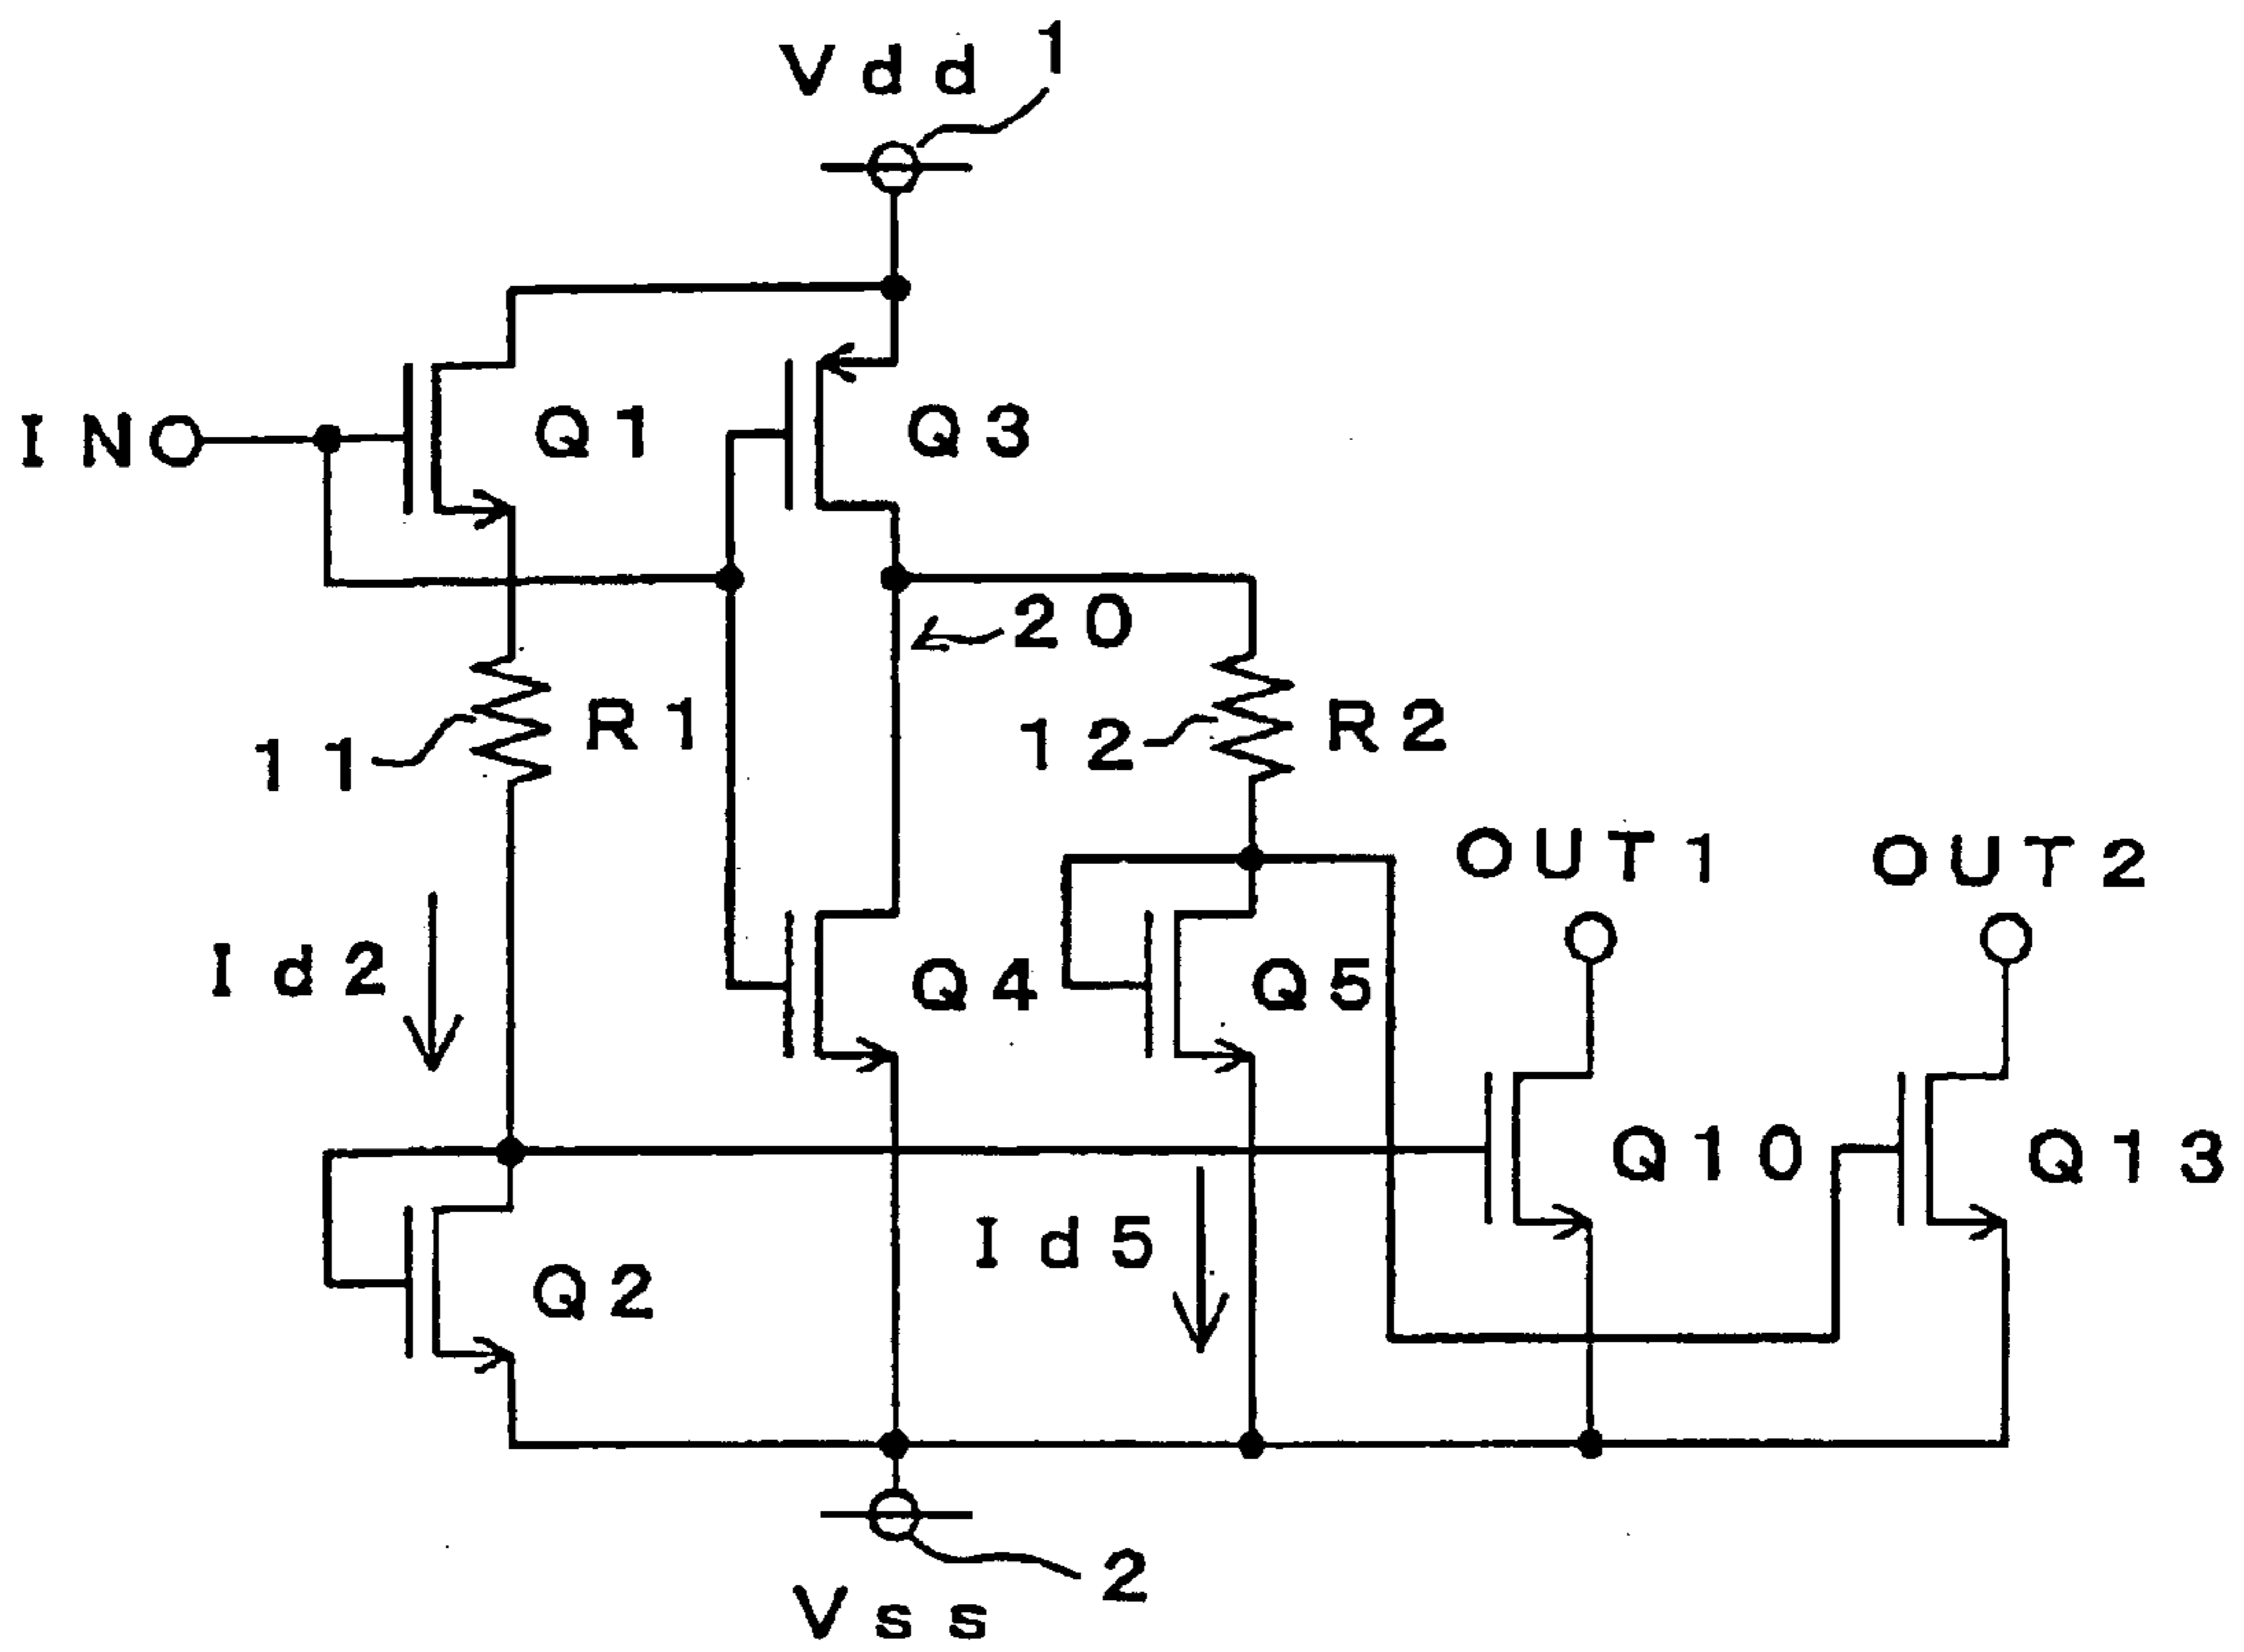 Vdd 1
IN Q1 Q3
20
11 R1 12 R2
OUT1 OUT2
Id2 Q4 Q5
Q10 Q13
Id5
Q2
2
Vss